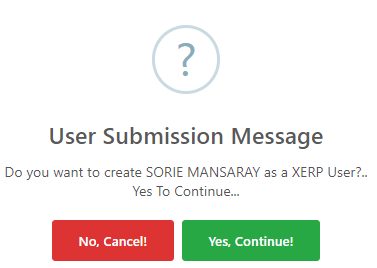 ?
User Submission Message
Do you want to create SORIE MANSARAY as a XERP User?..
Yes To Continue...
No, Cancel!
Yes, Continue!